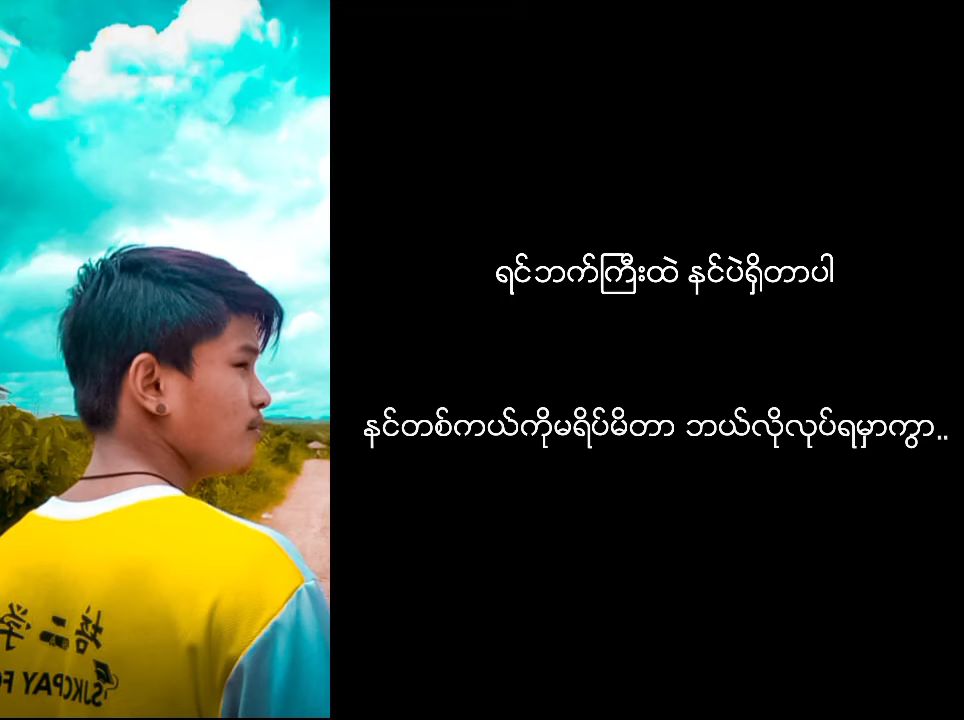 ရင်ဘက်ကြီးထဲ နင်ပဲရှိတာပါ
နင်တစ်ကယ်ကိုမရိပ်မိတာ ဘယ်လိုလုပ်ရမှာကွာ..